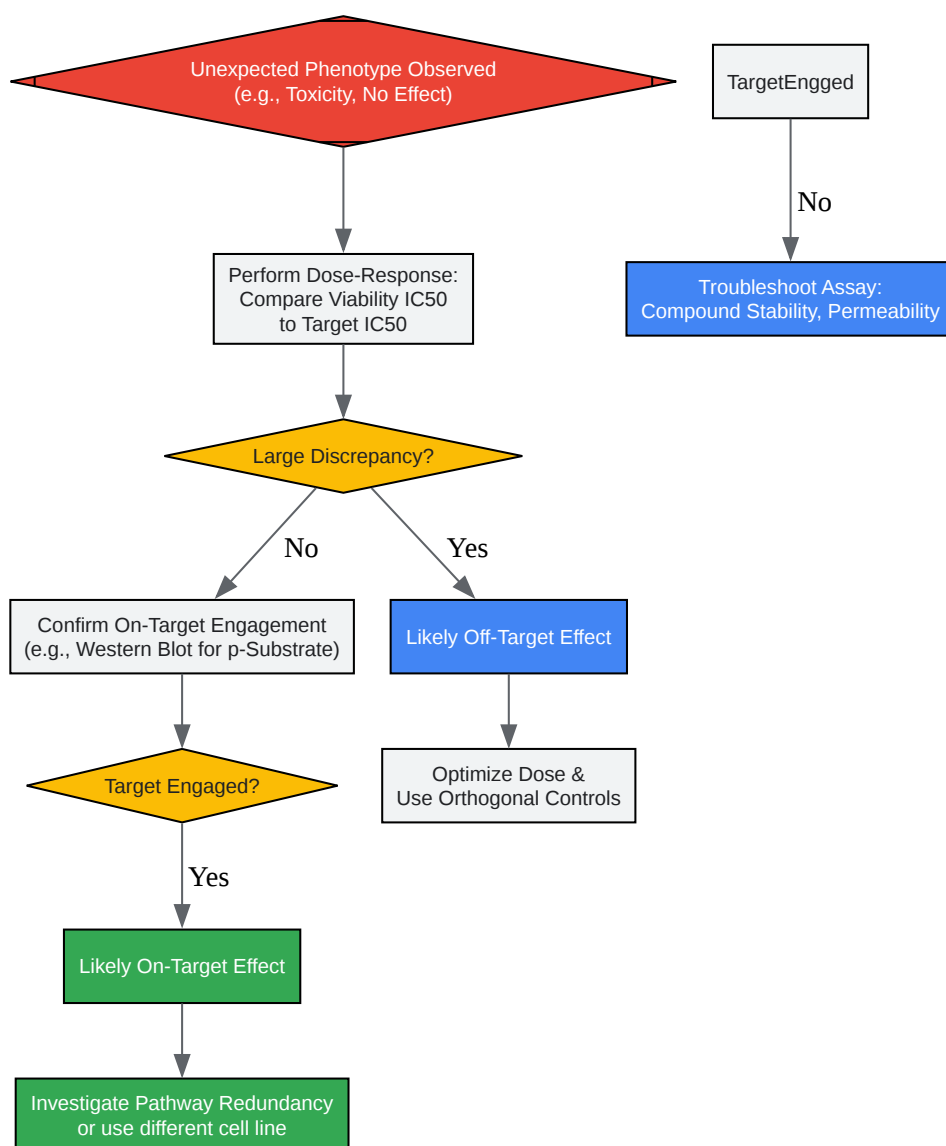 Unexpected Phenotype Observed
(e.g., Toxicity, No Effect)
TargetEngged
No
Troubleshoot Assay:
Compound Stability, Permeability
Perform Dose-Response:
Compare Viability IC50
to Target IC50
Large Discrepancy?
No
Yes
Confirm On-Target Engagement
(e.g., Western Blot for p-Substrate)
Likely Off-Target Effect
Target Engaged?
Optimize Dose &
Use Orthogonal Controls
Yes
Likely On-Target Effect
Investigate Pathway Redundancy
or use different cell line